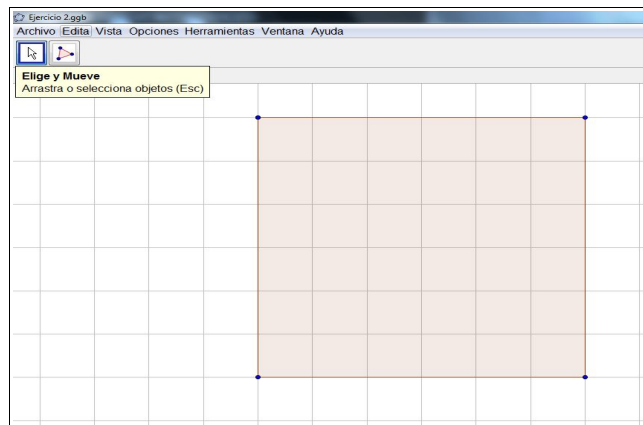 Ejercicio 2.ggb
Archivo Edita Vista Opciones Herramientas Ventana Ayuda
Elige y Mueve
Arrastra o selecciona objetos (Esc)